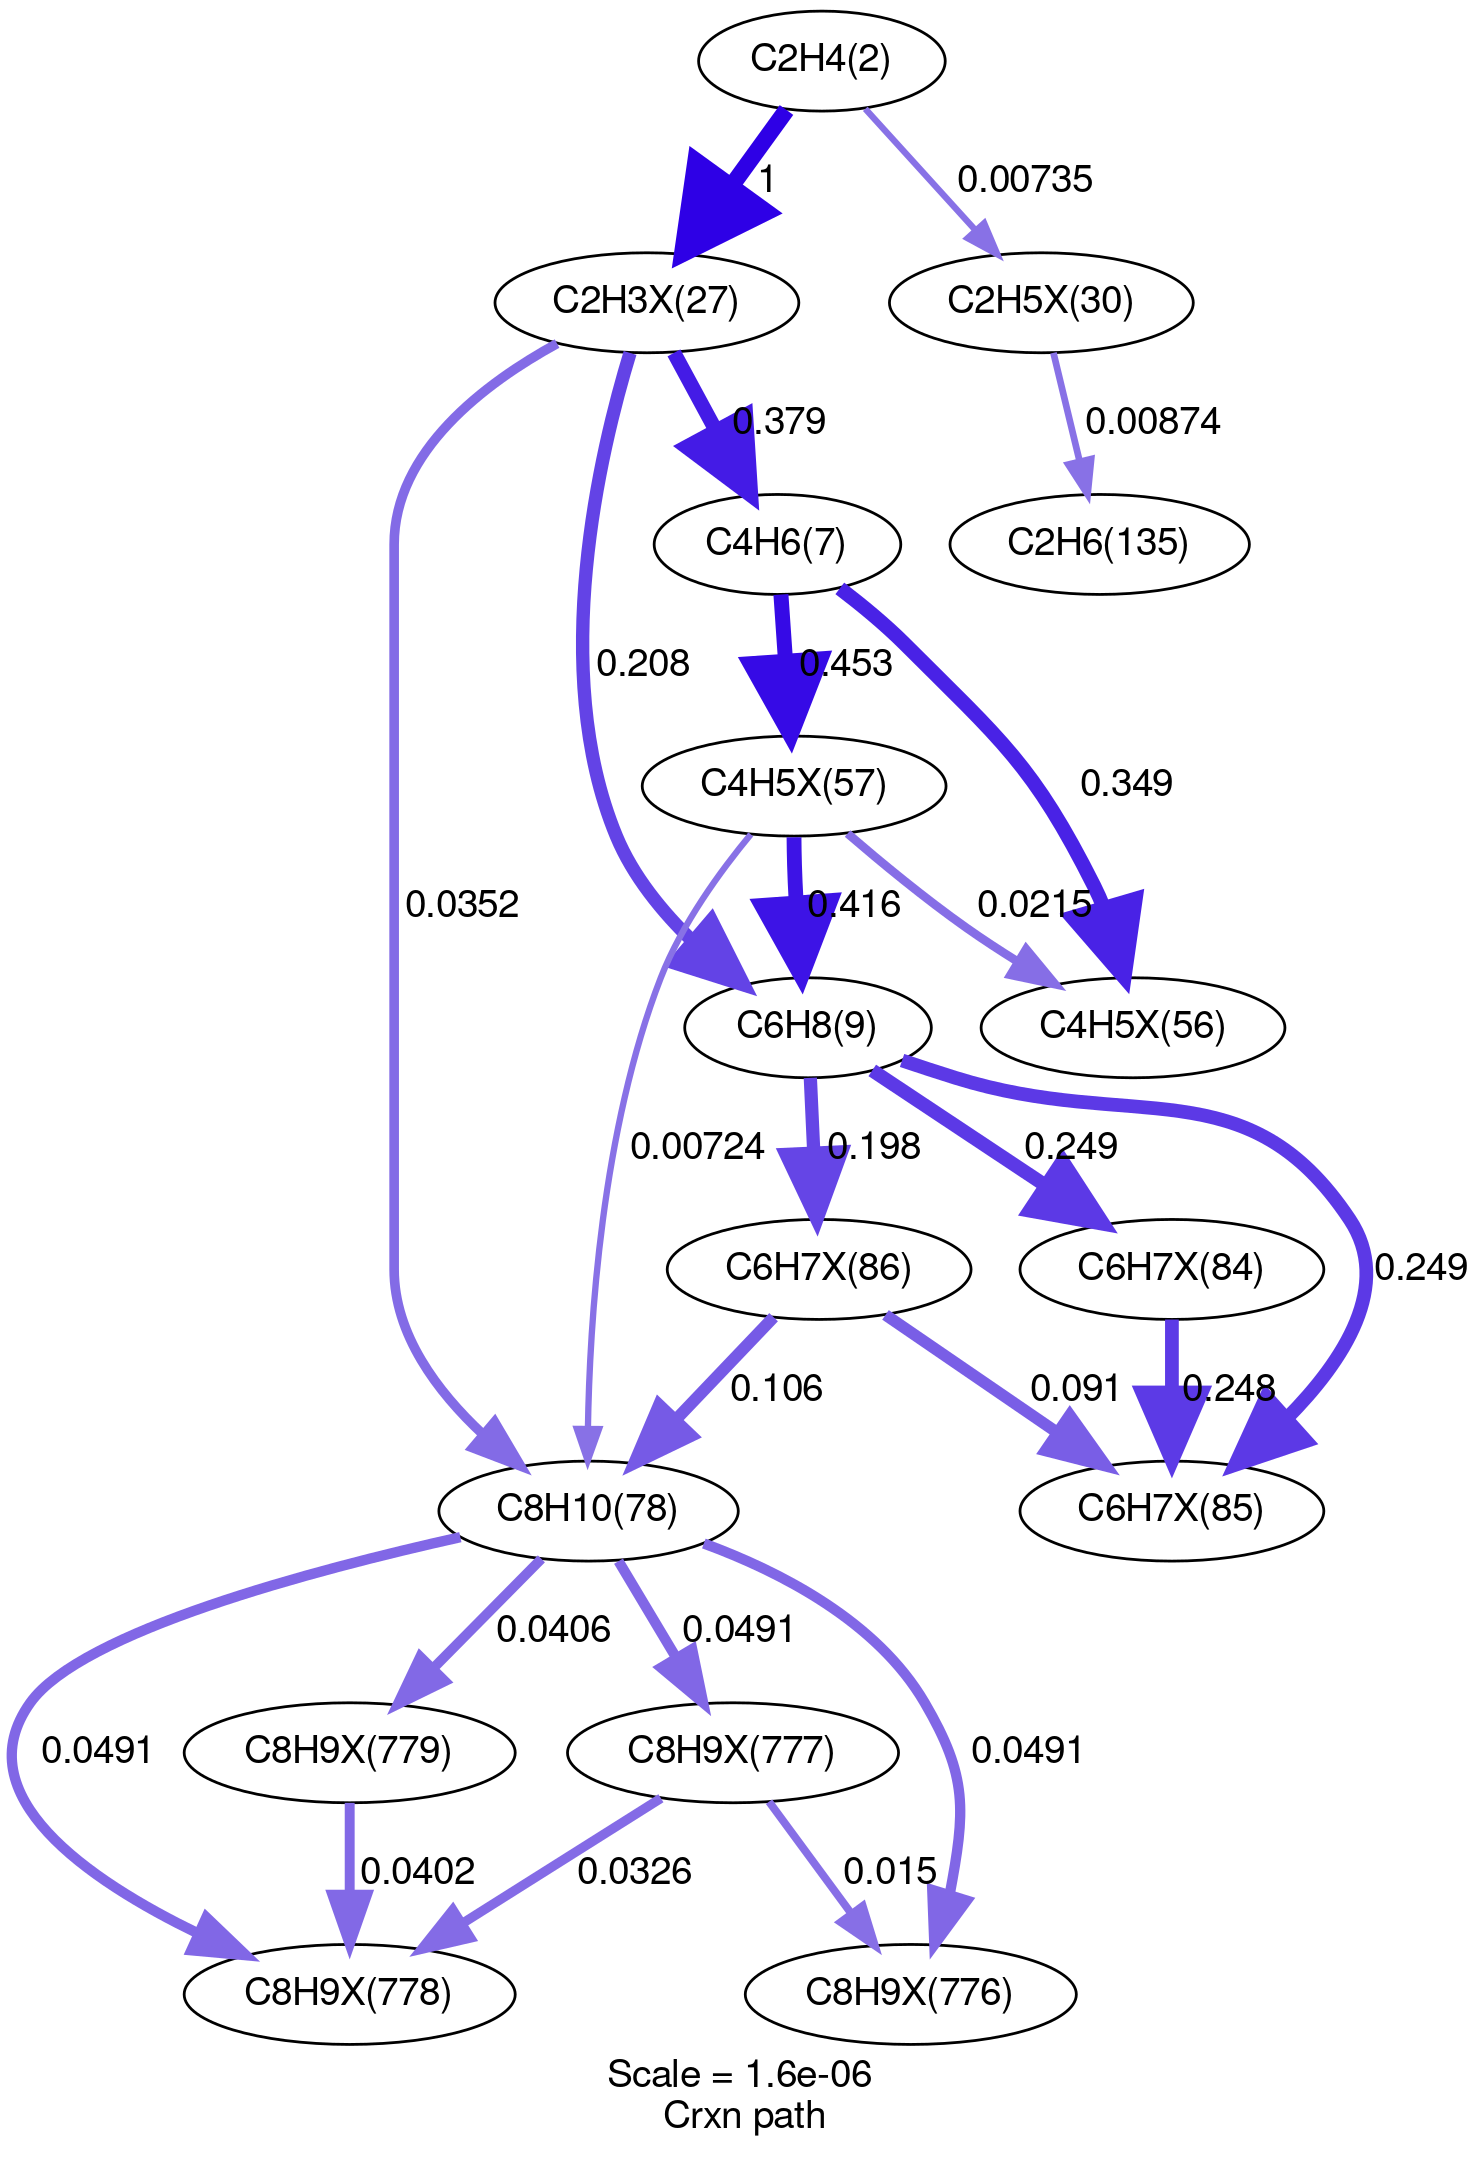 C2H4(2)
1
0.00735
C2H3X(27)
C2H5X(30)
0.379
0.00874
C4H6(7)
C2H6(135)
0.208
0.453
C4H5X(57)
0.349
0.0352
0.416
0.0215
C6H8(9)
C4H5X(56)
0.00724
0.198
0.249
C6H7X(86)
C6H7X(84)
0.249
0.106
0.091
0.248
C8H10(78)
C6H7X(85)
0.0406
0.0491
0.0491
C8H9X(779)
C8H9X(777)
0.0491
0.0402
0.0326
0.015
C8H9X(778)
C8H9X(776)
Scale = 1.6e-06
Crxn path